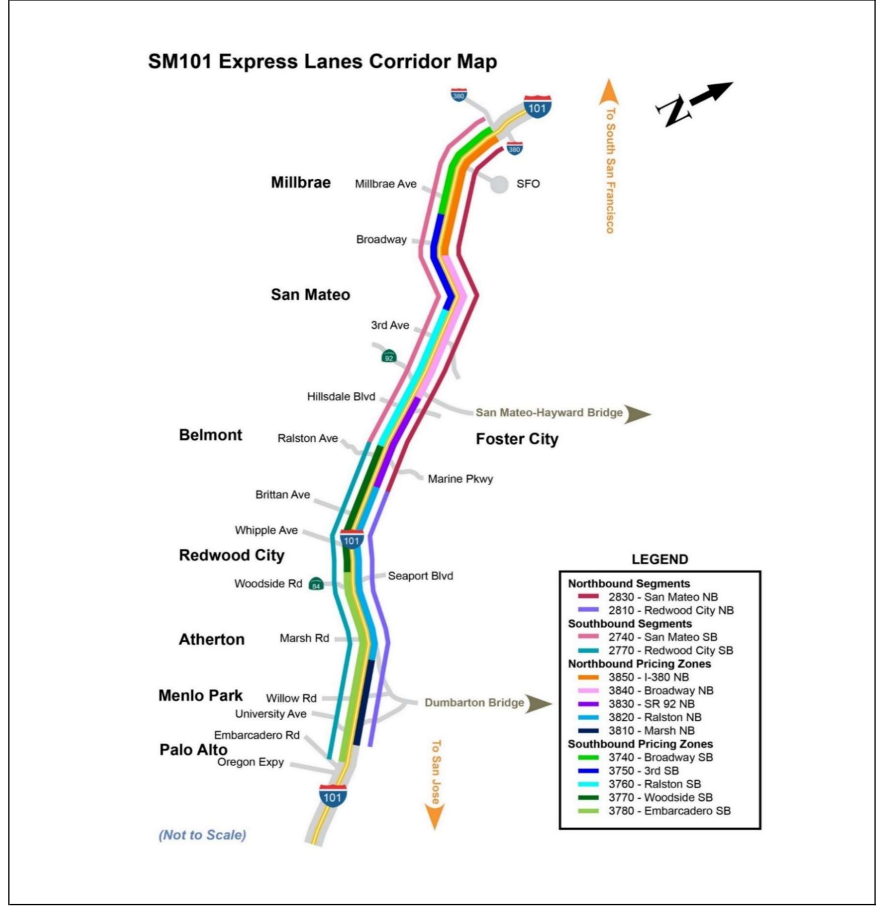 SM101 Express Lanes Corridor Map
380
101
N
To South San Francisco
380
Millbrae
Millbrae Ave
SFO
Broadway
San Mateo
3rd Ave
92
Hillsdale Blvd
San Mateo-Hayward Bridge
Belmont
Ralston Ave
Foster City
Marine Pkwy
Brittan Ave
Whipple Ave
101
Redwood City
Woodside Rd
84
Seaport Blvd
Atherton
Marsh Rd
Menlo Park
Willow Rd
Dumbarton Bridge
University Ave
Embarcadero Rd
Palo Alto
Oregon Expy
To San Jose
101
(Not to Scale)
LEGEND
Northbound Segments
2830 - San Mateo NB
2810 - Redwood City NB
Southbound Segments
2740 - San Mateo SB
2770 - Redwood City SB
Northbound Pricing Zones
3850 - I-380 NB
3840 - Broadway NB
3830 - SR 92 NB
3820 - Ralston NB
3810 - Marsh NB
Southbound Pricing Zones
3740 - Broadway SB
3750 - 3rd SB
3760 - Ralston SB
3770 - Woodside SB
3780 - Embarcadero SB